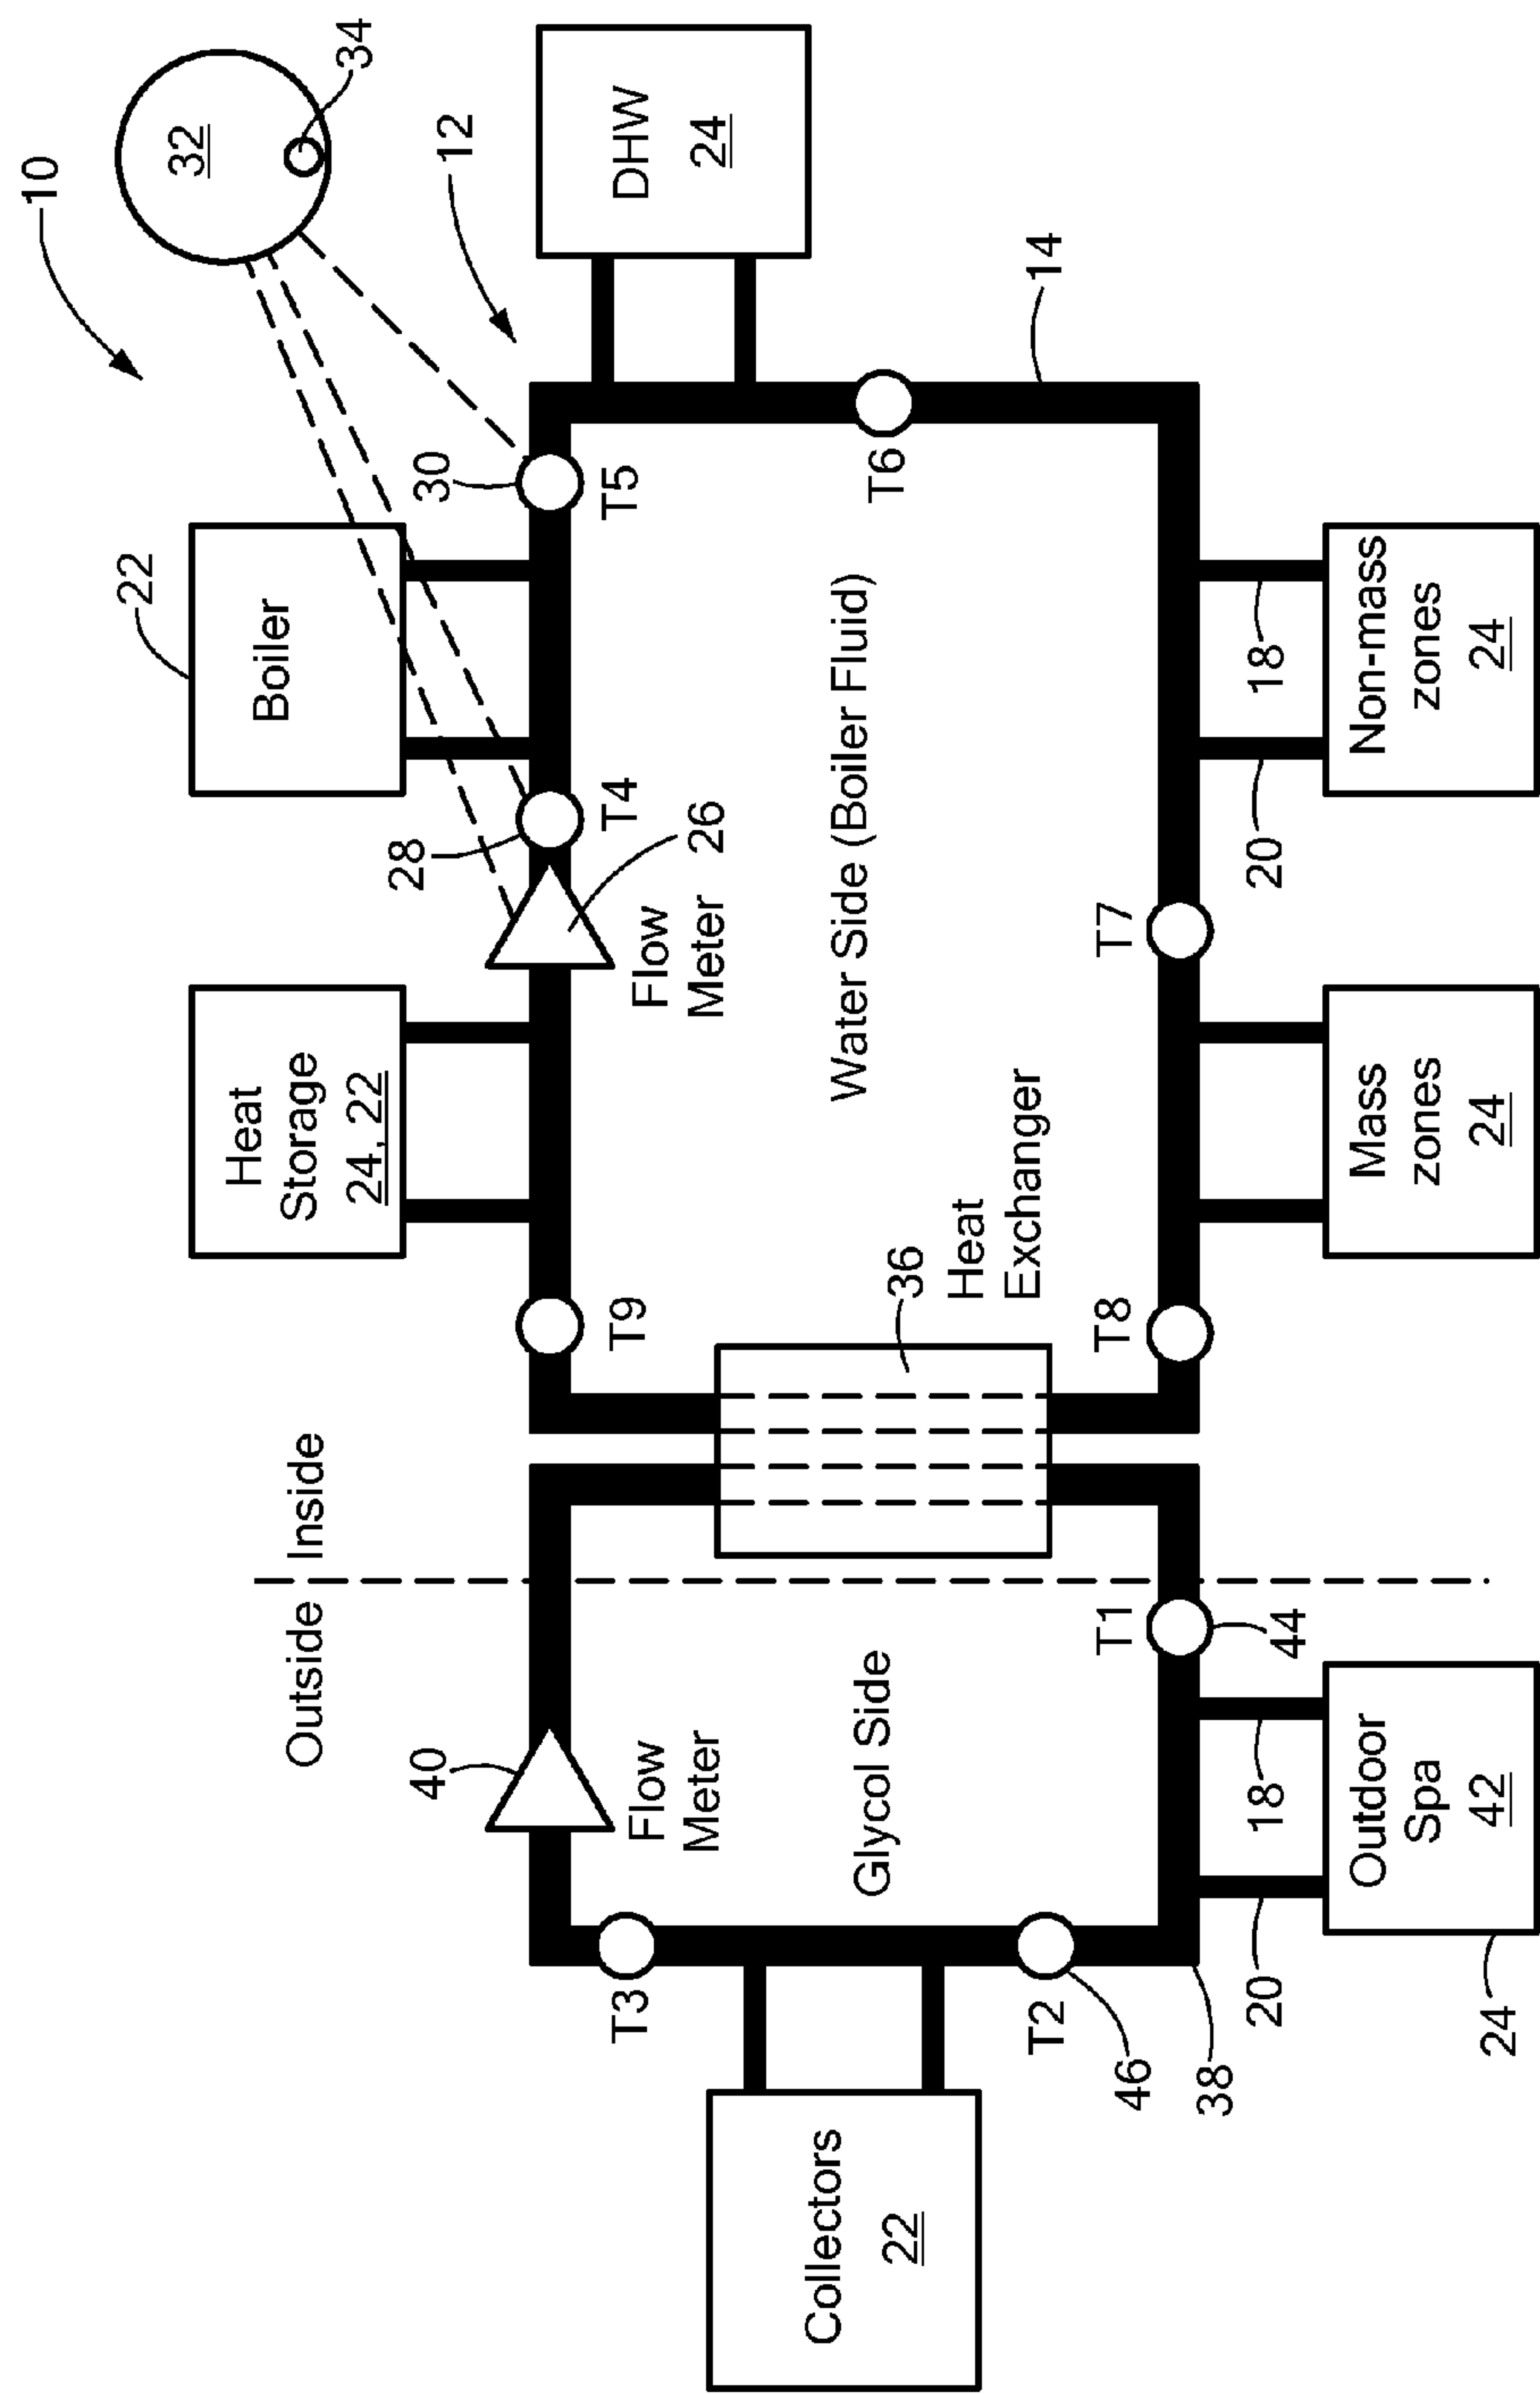 10
32
34
12
22
Boiler
30
T5
DHW
24
14
T6
28
T4
Flow
Meter
26
Heat
Storage
24, 22
T9
Water Side (Boiler Fluid)
36
Heat
Exchanger
T8
T7
20
18
Non-mass
zones
24
Mass
zones
24
Outside
Inside
40
Flow
Meter
Glycol Side
T3
T2
46
38
T1
44
20
18
Outdoor
Spa
42
24
Collectors
22